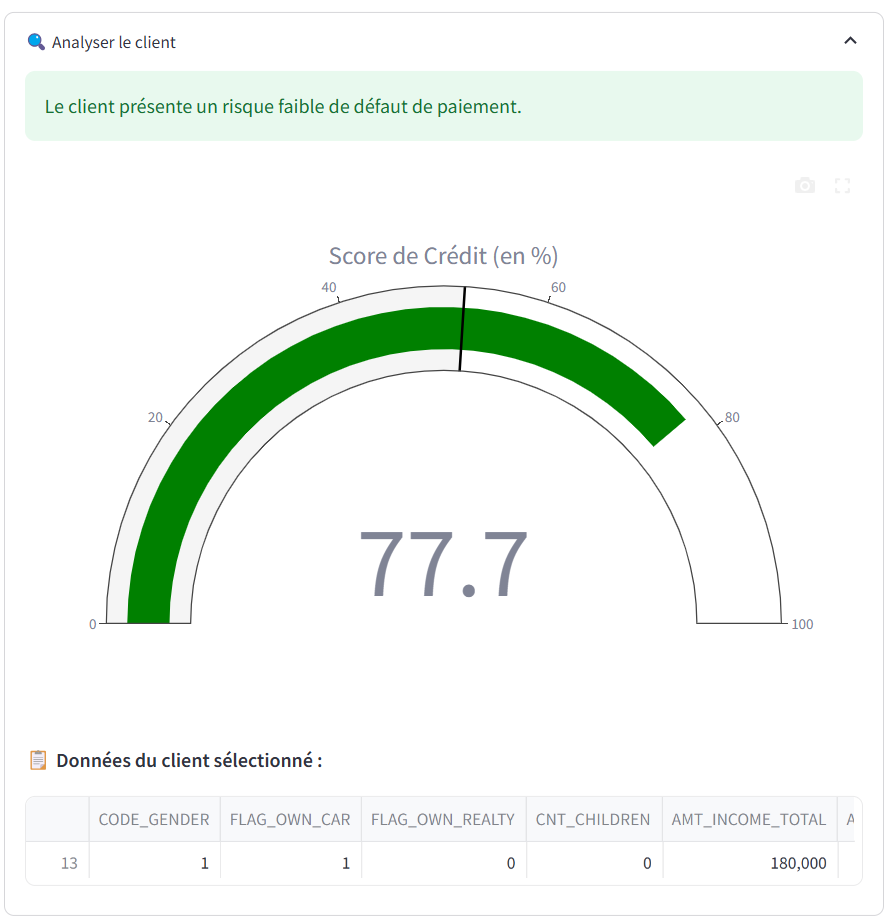 🔍 Analyser le client
Le client présente un risque faible de défaut de paiement.
Score de Crédit (en %)
40 60
20 80
77.7
0 100
📋 Données du client sélectionné :
CODE_GENDER FLAG_OWN_CAR FLAG_OWN_REALTY CNT_CHILDREN AMT_INCOME_TOTAL A
13 1 1 0 0 180,000